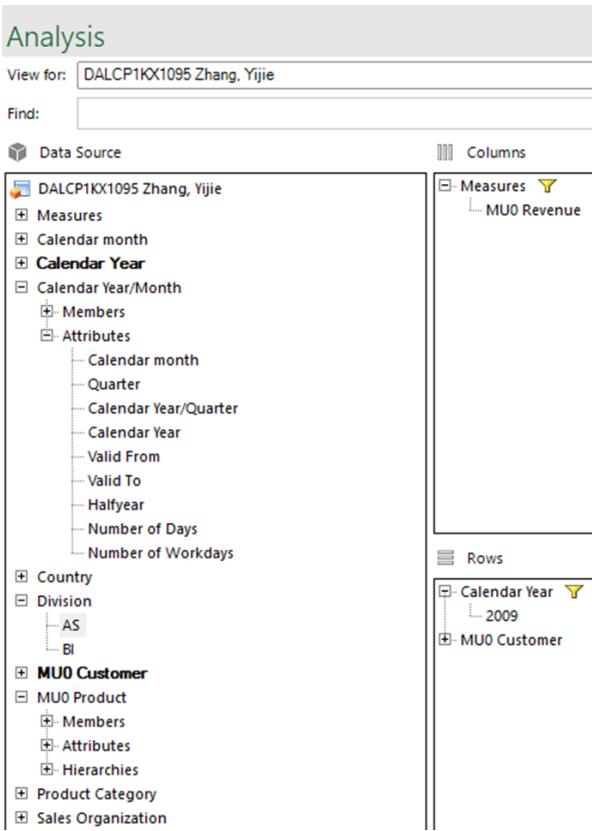 Analysis
View for: DALCP1KX1095 Zhang, Yijie
Find:
Data Source
DALCP1KX1095 Zhang, Yijie
Measures
Calendar month
Calendar Year
Calendar Year/Month
Members
Attributes
Calendar month
Quarter
Calendar Year/Quarter
Calendar Year
Valid From
Valid To
Halfyear
Number of Days
Number of Workdays
Country
Division
AS
BI
MU0 Customer
MU0 Product
Members
Attributes
Hierarchies
Product Category
Sales Organization
Columns
Measures
MU0 Revenue
Rows
Calendar Year
2009
MU0 Customer